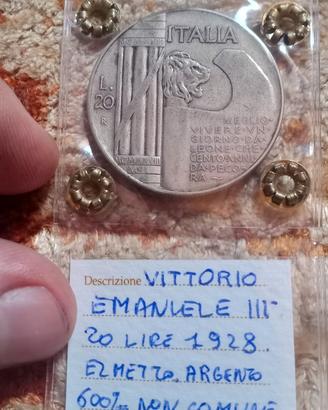 ITALIA
L.
20
R
MEGLIO
VIVERE·VN·
GIORNO·DA·
LEONE·CHE·
CENTO·ANNI·
DA·PECO
RA
Descrizione VITTORIO
EMANUELE III°
20 LIRE 1928.
ELMETTO. ARGENTO
600% NON COMUNE